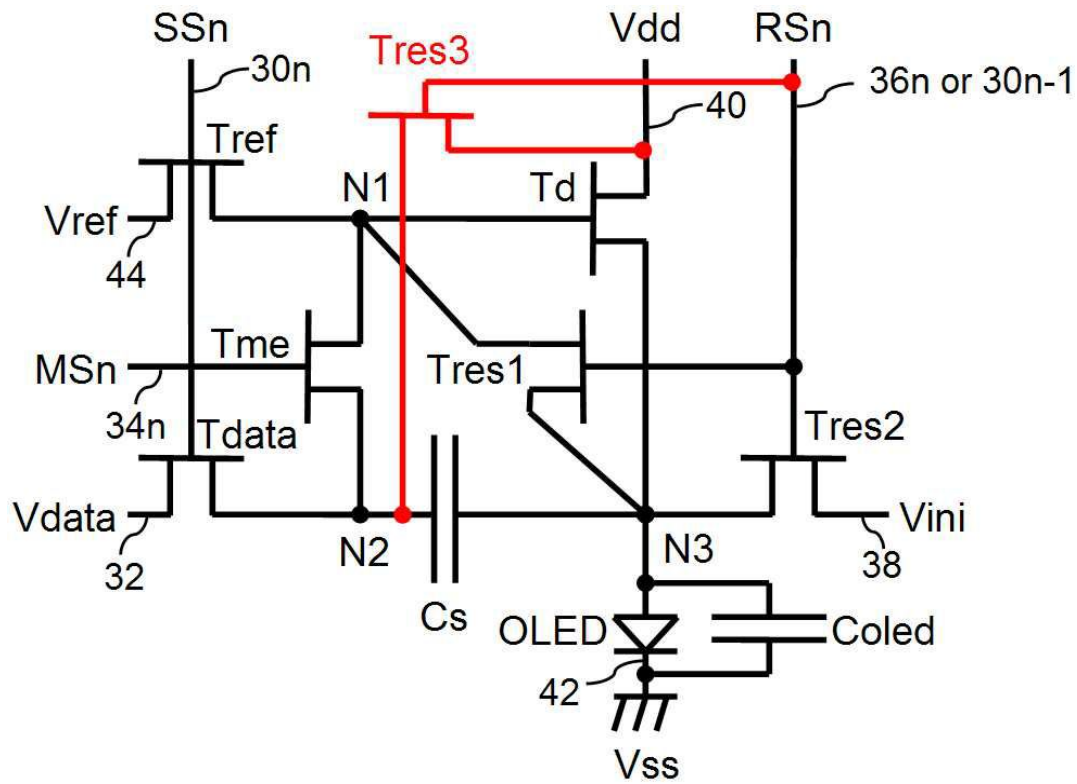 SSn
Vdd
RSn
Tres3
30n
36n or 30n-1
40
Tref
N1
Td
Vref
44
Tme
MSn
Tres1
34n
Tdata
Tres2
Vdata
Vini
32
N2
N3
38
Cs
OLED
Coled
42
Vss